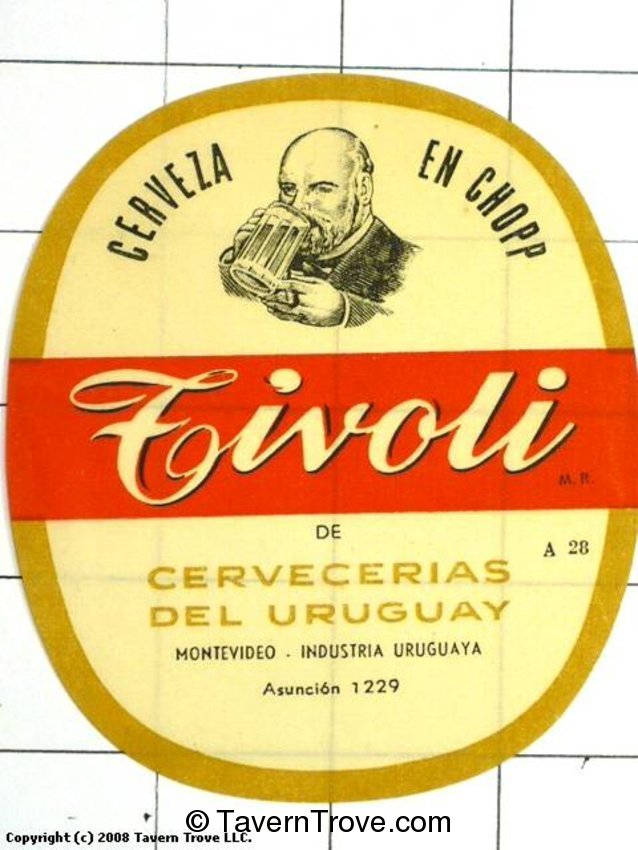 CERVEZA EN CHOPP
Tivoli
M. R.
DE
A 28
CERVECERIAS
DEL URUGUAY
MONTEVIDEO - INDUSTRIA URUGUAYA
Asunción 1229
© TavernTrove.com
Copyright (c) 2008 Tavern Trove LLC.